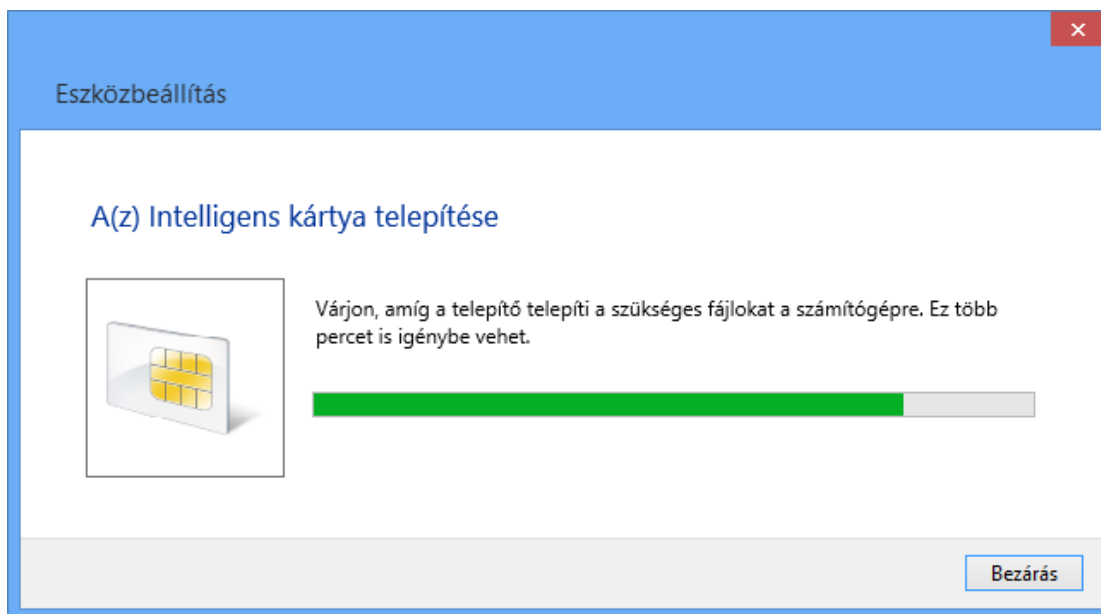 Eszközbeállítás
A(z) Intelligens kártya telepítése
Várjon, amíg a telepítő telepíti a szükséges fájlokat a számítógépre. Ez több
percet is igénybe vehet.
Bezárás